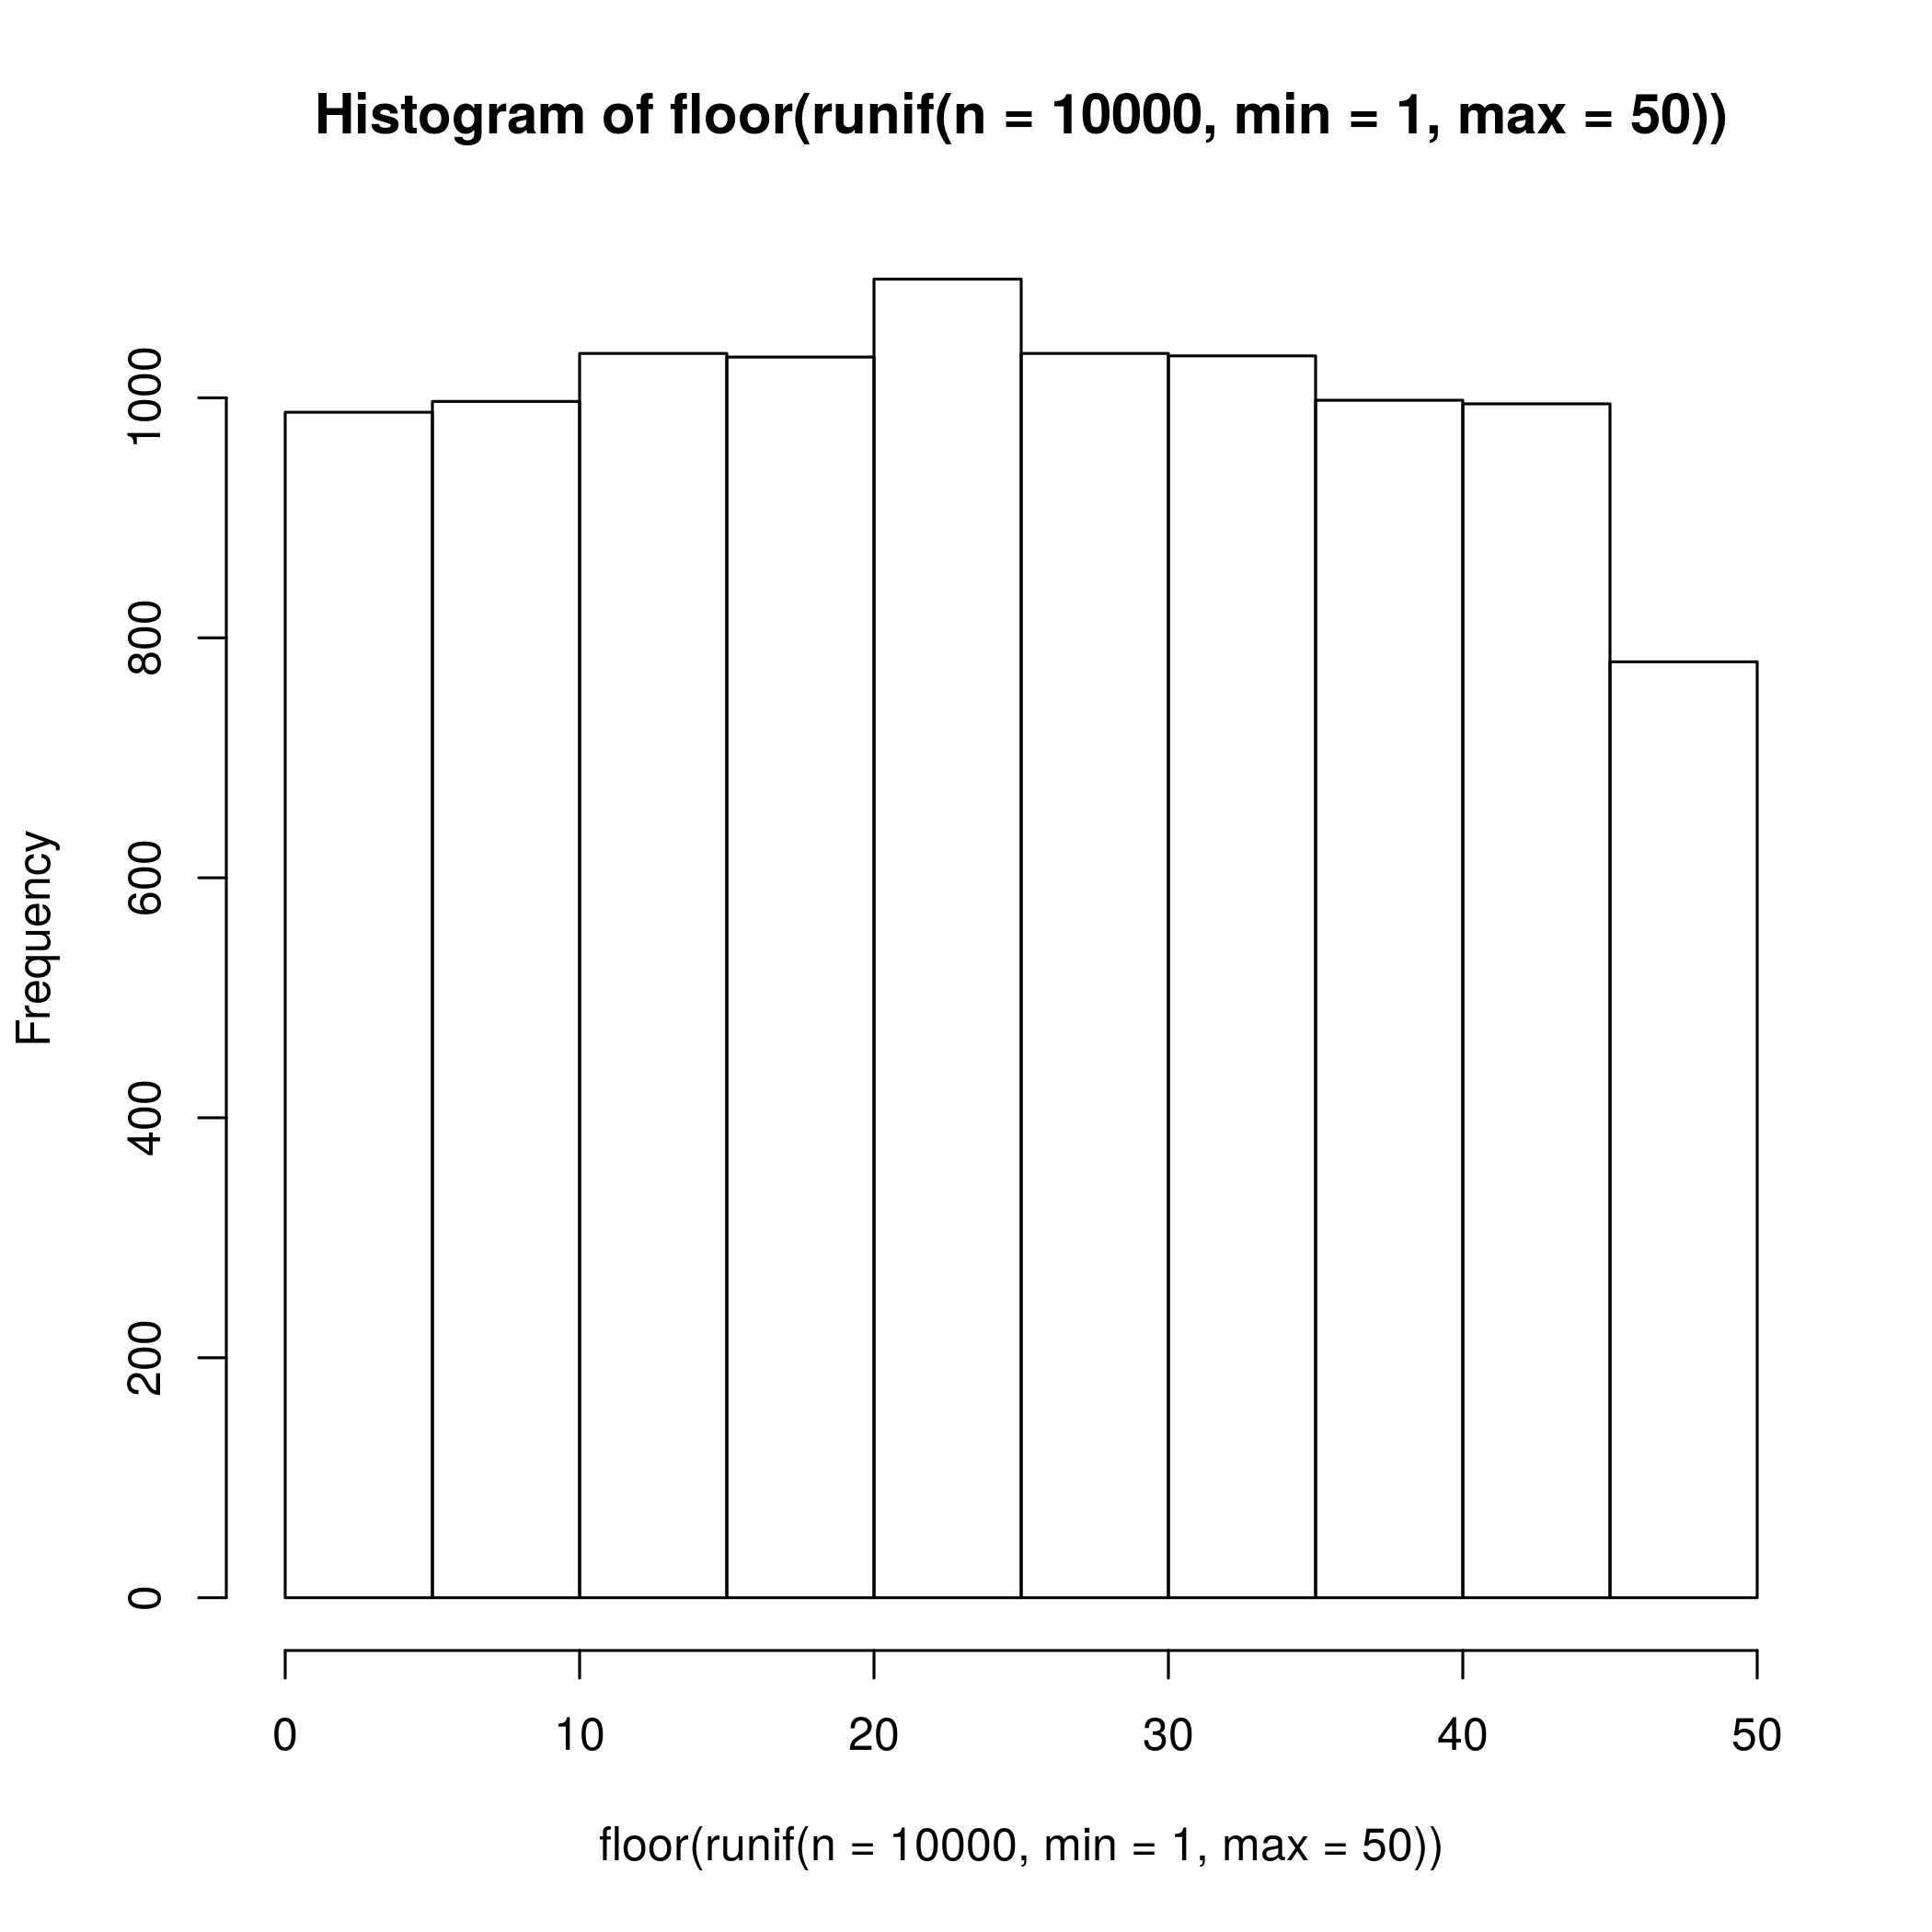 Histogram of floor(runif(n = 10000, min = 1, max = 50))
Frequency
1000
800
600
400
200
0
0 10 20 30 40 50
floor(runif(n = 10000, min = 1, max = 50))